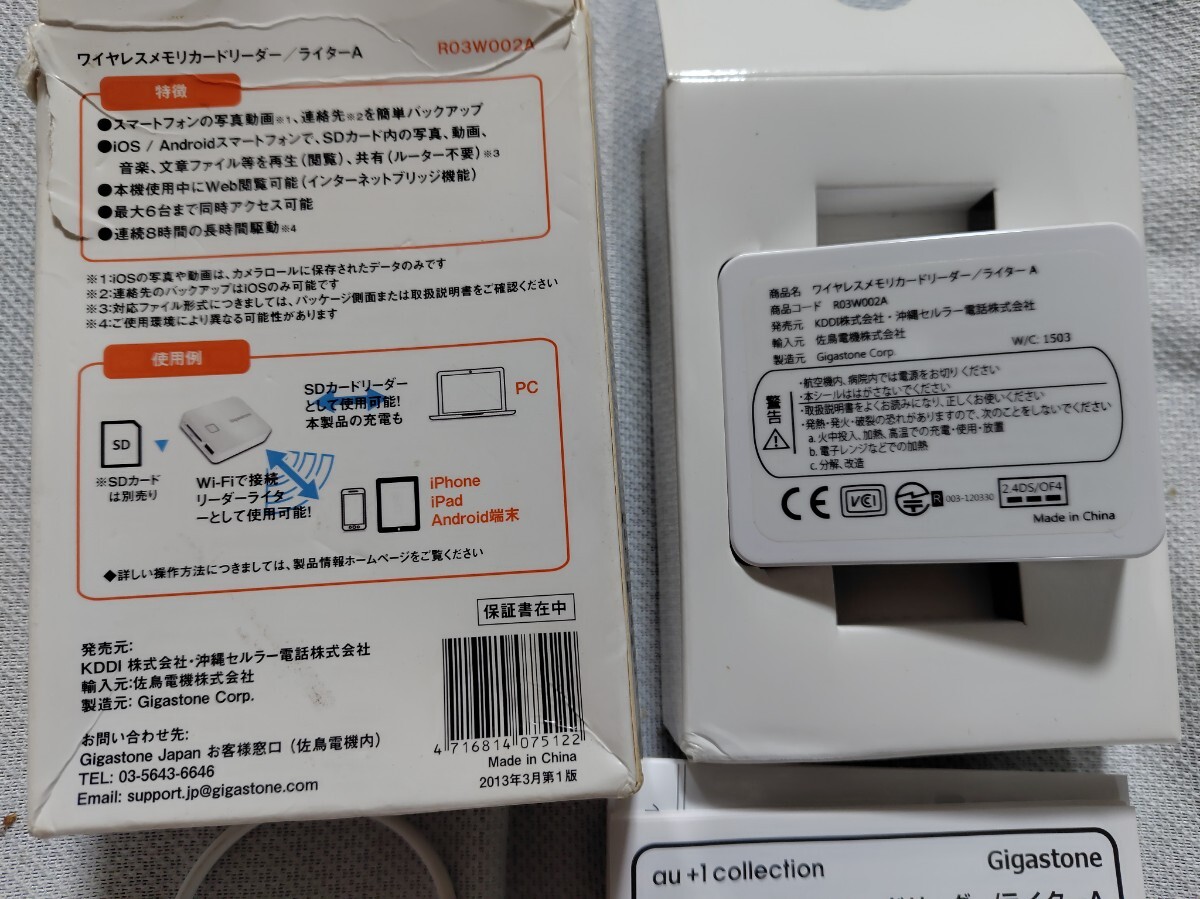 ワイヤレスメモリカードリーダー／ライターA
R03W002A
特徴
●スマートフォンの写真動画※1、連絡先※2を簡単バックアップ
●iOS / Androidスマートフォンで、SDカード内の写真、動画、
音楽、文章ファイル等を再生（閲覧）、共有（ルーター不要）※3
●本機使用中にWeb閲覧可能（インターネットブリッジ機能）
●最大6台まで同時アクセス可能
●連続8時間の長時間駆動※4
※1:iOSの写真や動画は、カメラロールに保存されたデータのみです
※2:連絡先のバックアップはiOSのみ可能です
※3:対応ファイル形式につきましては、パッケージ側面または取扱説明書をご確認ください
※4:ご使用環境により異なる可能性があります
使用例
SDカードリーダー
として使用可能!
本製品の充電も
PC
SD
※SDカード
は別売り
Wi-Fiで接続
リーダーライタ
ーとして使用可能!
iPhone
iPad
Android端末
◆詳しい操作方法につきましては、製品情報ホームページをご覧ください
保証書在中
発売元:
KDDI 株式会社・沖縄セルラー電話株式会社
輸入元:佐鳥電機株式会社
製造元: Gigastone Corp.
お問い合わせ先:
Gigastone Japan お客様窓口（佐鳥電機内）
TEL: 03-5643-6646
Email: support.jp@gigastone.com
4 716814 075122
Made in China
2013年3月第1版
商品名 ワイヤレスメモリカードリーダー／ライター A
商品コード R03W002A
発売元 KDDI株式会社・沖縄セルラー電話株式会社
輸入元 佐鳥電機株式会社
製造元 Gigastone Corp.
W/C: 1503
警告
・航空機内、病院内では電源をお切りください
・本シールははがさないでください
・取扱説明書をよくお読みになり、正しくお使いください
・発熱・発火・破裂の恐れがありますので、次のことをしないでください
a. 火中投入、加熱、高温での充電・使用・放置
b. 電子レンジなどでの加熱
c. 分解、改造
CE
VCI
R 003-120330
2.4DS/OF4
Made in China
au +1 collection
Gigastone